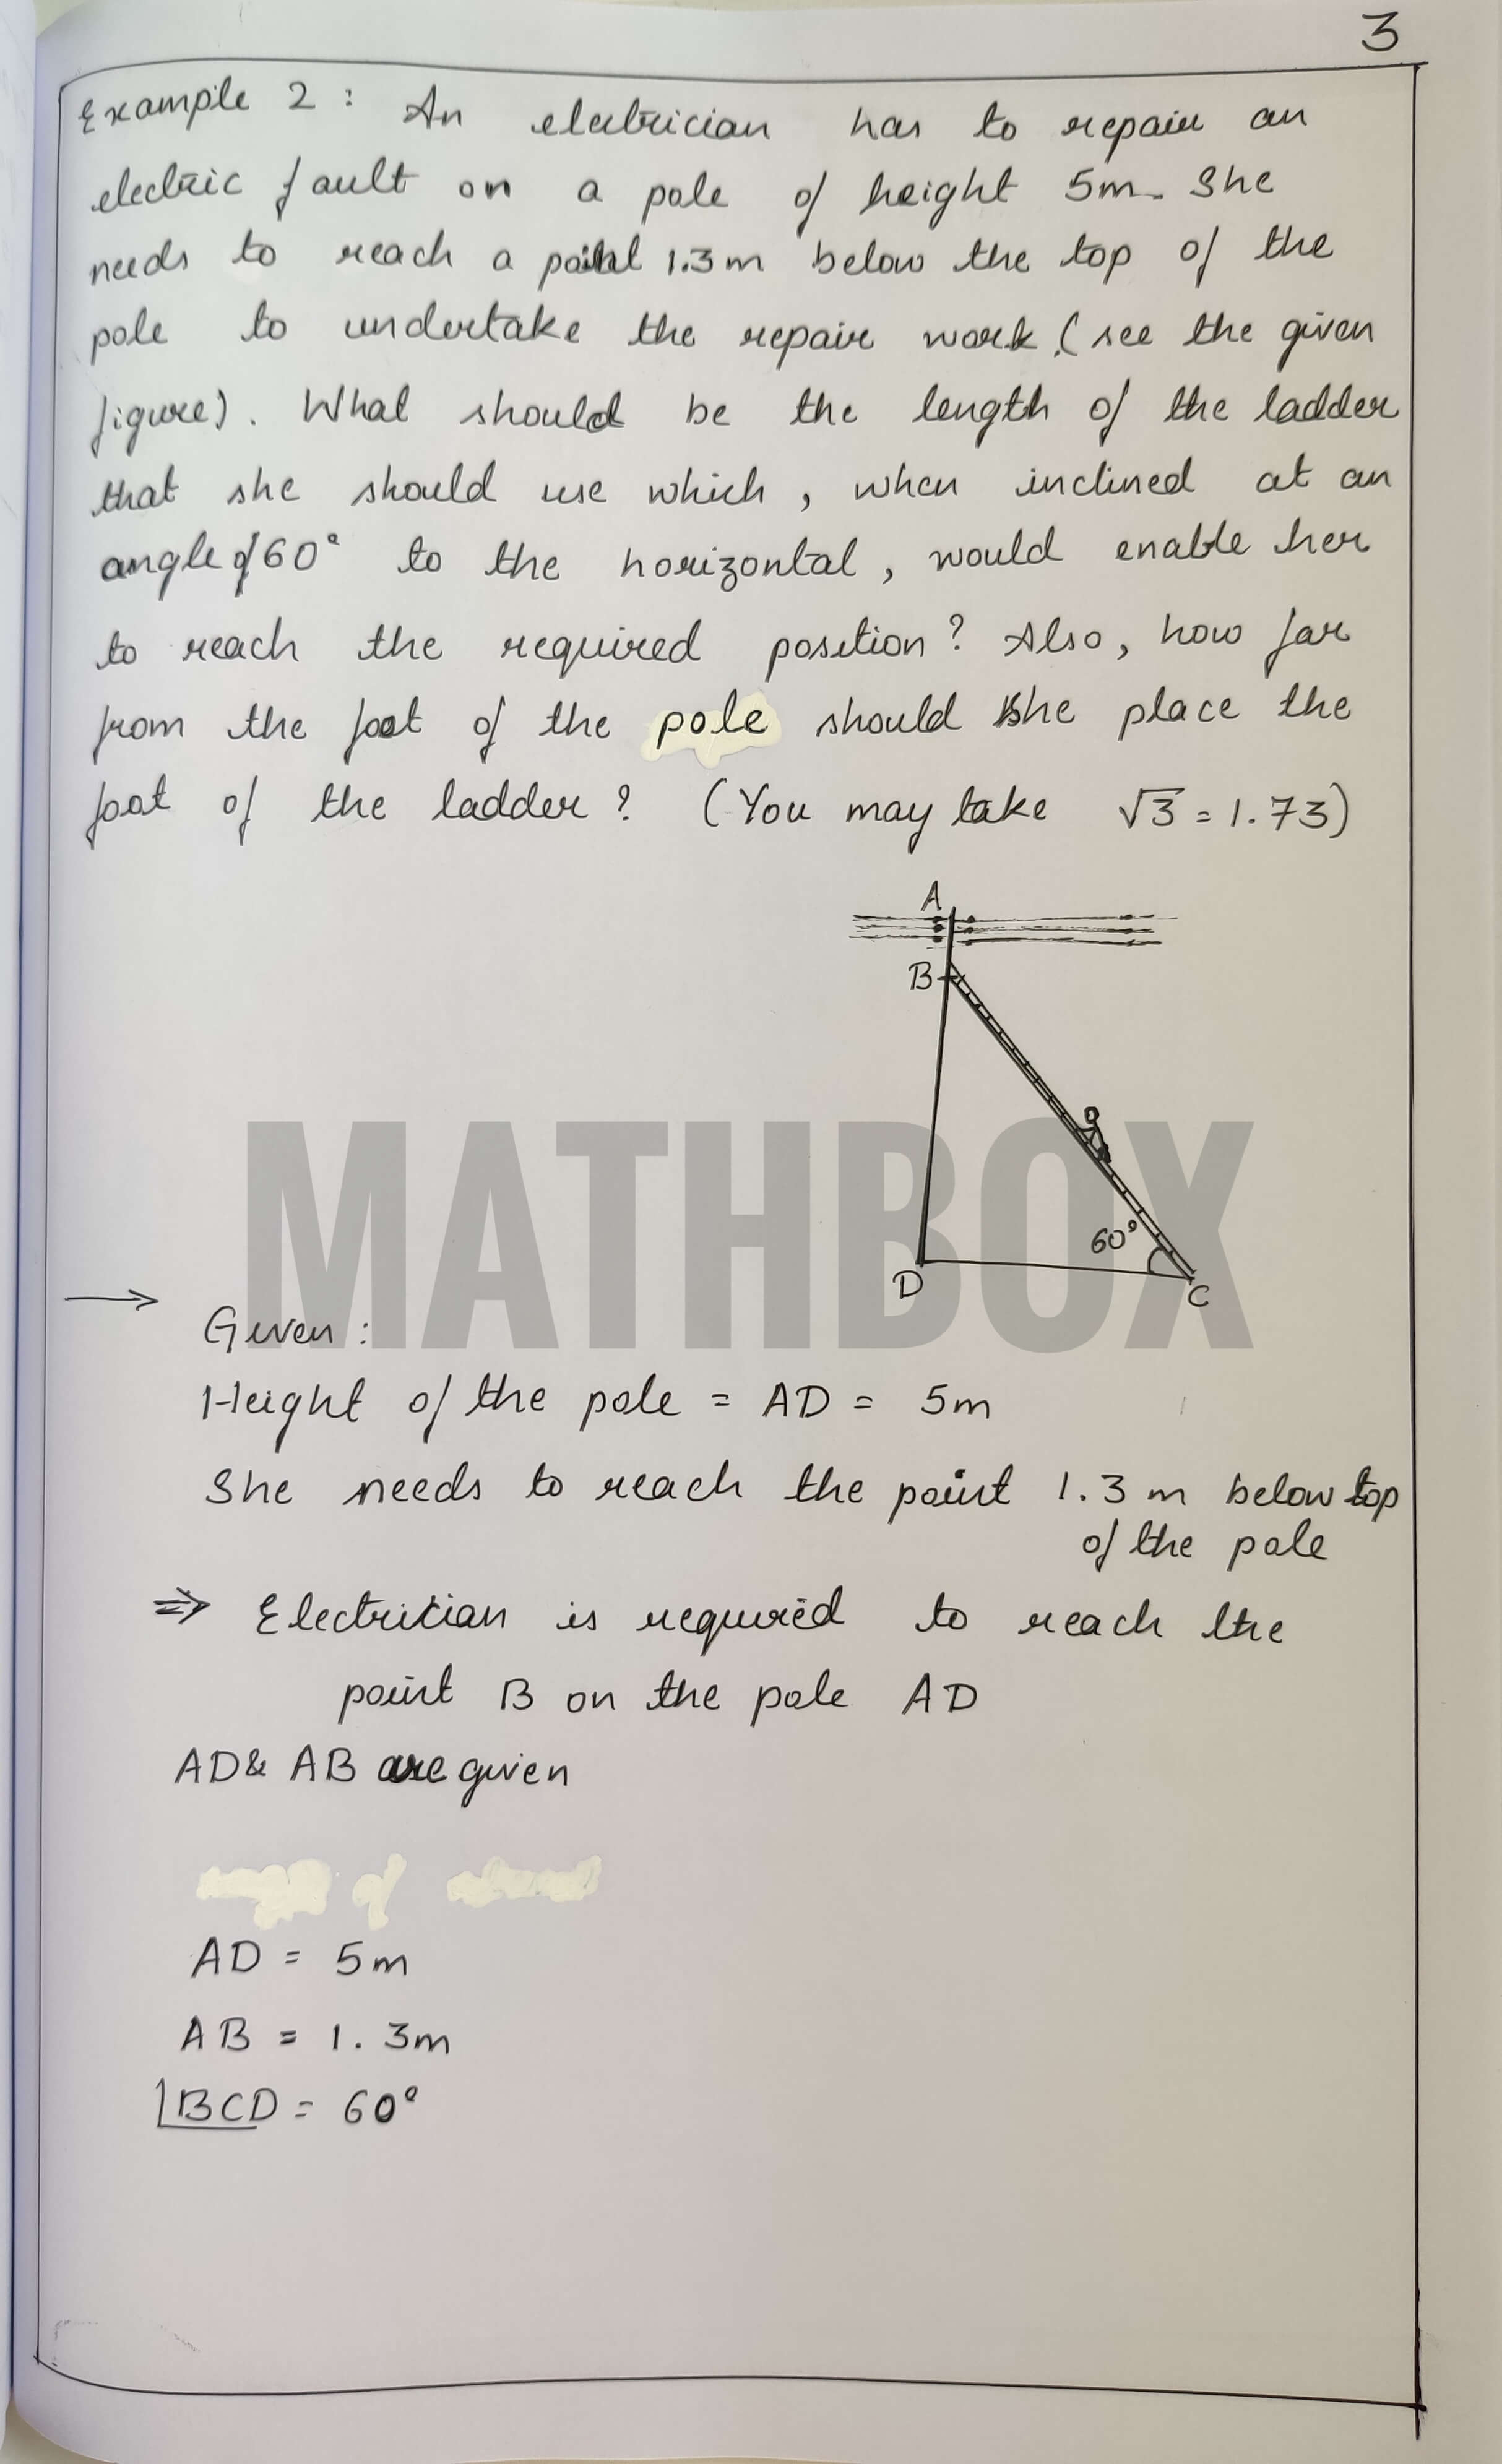 3
Example 2 : An electrician has to repair an
electric fault on a pole of height 5m. She
needs to reach a point 1.3m below the top of the
pole to undertake the repair work (see the given
figure). What should be the length of the ladder
that she should use which, when inclined at an
angle of 60° to the horizontal, would enable her
to reach the required position? Also, how far
from the foot of the pole should she place the
foot of the ladder? (You may take √3 = 1.73)
A
B
60°
D
C
MATHBOX
→
Given :
Height of the pole = AD = 5m
She needs to reach the point 1.3 m below top
of the pole
⇒ Electrician is required to reach the
point B on the pole AD
AD & AB are given
AD = 5m
AB = 1.3m
∠BCD = 60°